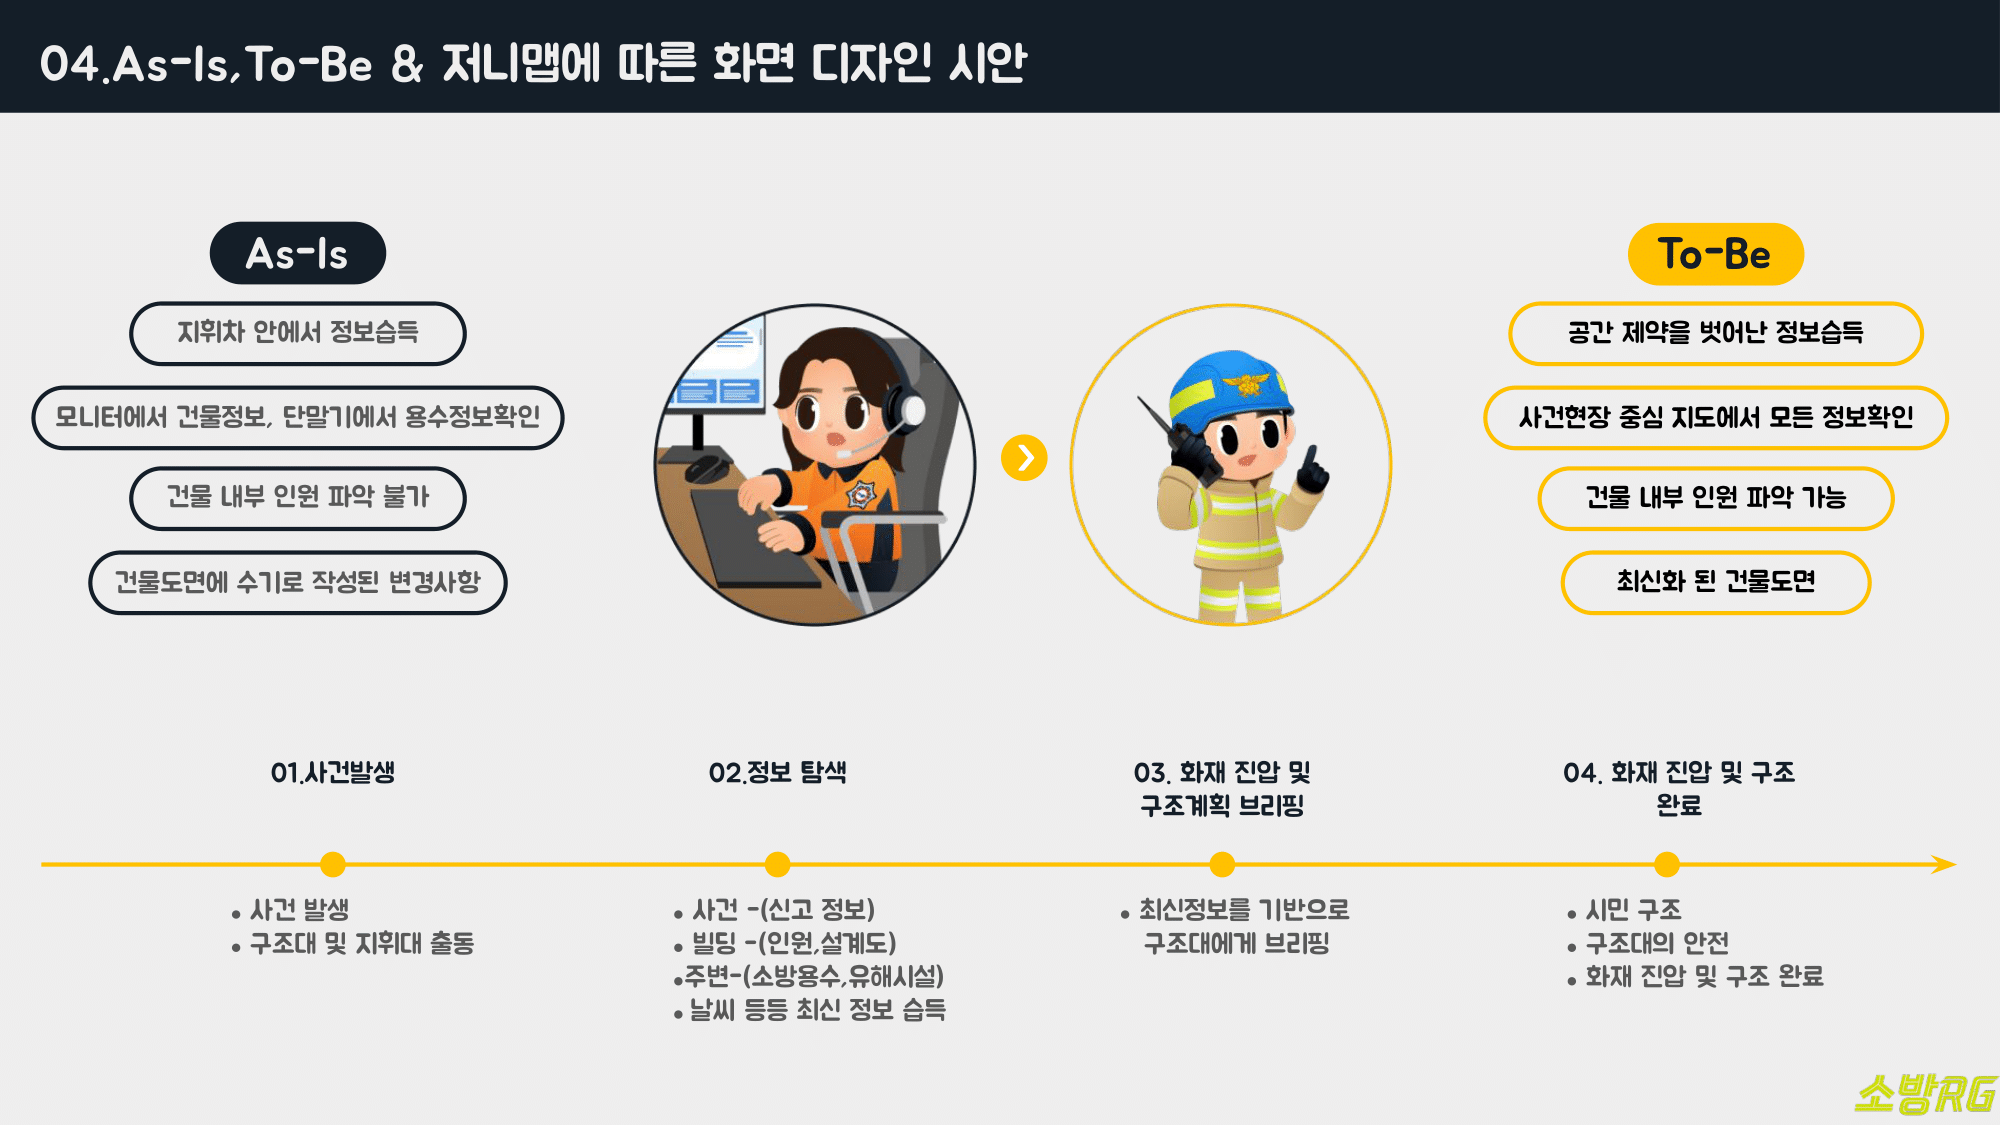 04.As-Is,To-Be & 저니맵에 따른 화면 디자인 시안
As-Is
지휘차 안에서 정보습득
모니터에서 건물정보, 단말기에서 용수정보확인
건물 내부 인원 파악 불가
건물도면에 수기로 작성된 변경사항
To-Be
공간 제약을 벗어난 정보습득
사건현장 중심 지도에서 모든 정보확인
건물 내부 인원 파악 가능
최신화 된 건물도면
01.사건발생
• 사건 발생
• 구조대 및 지휘대 출동
02.정보 탐색
• 사건 -(신고 정보)
• 빌딩 -(인원,설계도)
•주변-(소방용수,유해시설)
• 날씨 등등 최신 정보 습득
03. 화재 진압 및
구조계획 브리핑
• 최신정보를 기반으로
구조대에게 브리핑
04. 화재 진압 및 구조
완료
• 시민 구조
• 구조대의 안전
• 화재 진압 및 구조 완료
소방RG